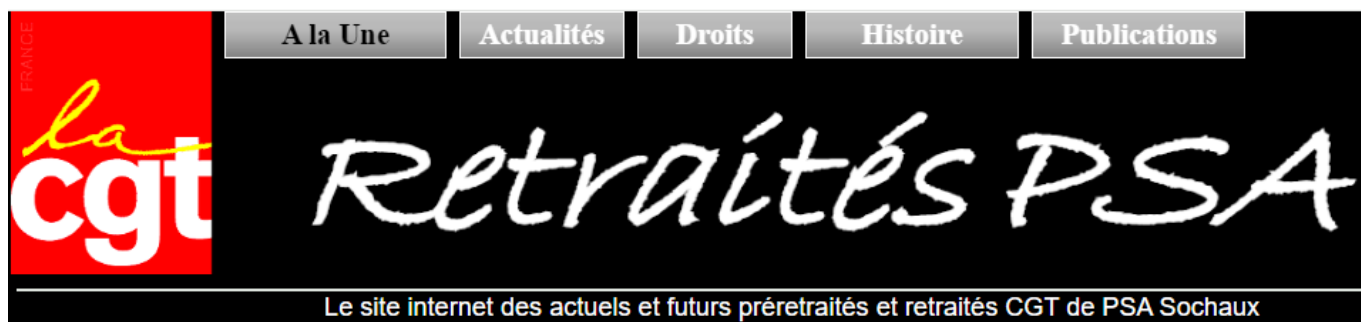 FRANCE
la
cgt
A la Une
Actualités
Droits
Histoire
Publications
Retraités PSA
Le site internet des actuels et futurs préretraités et retraités CGT de PSA Sochaux